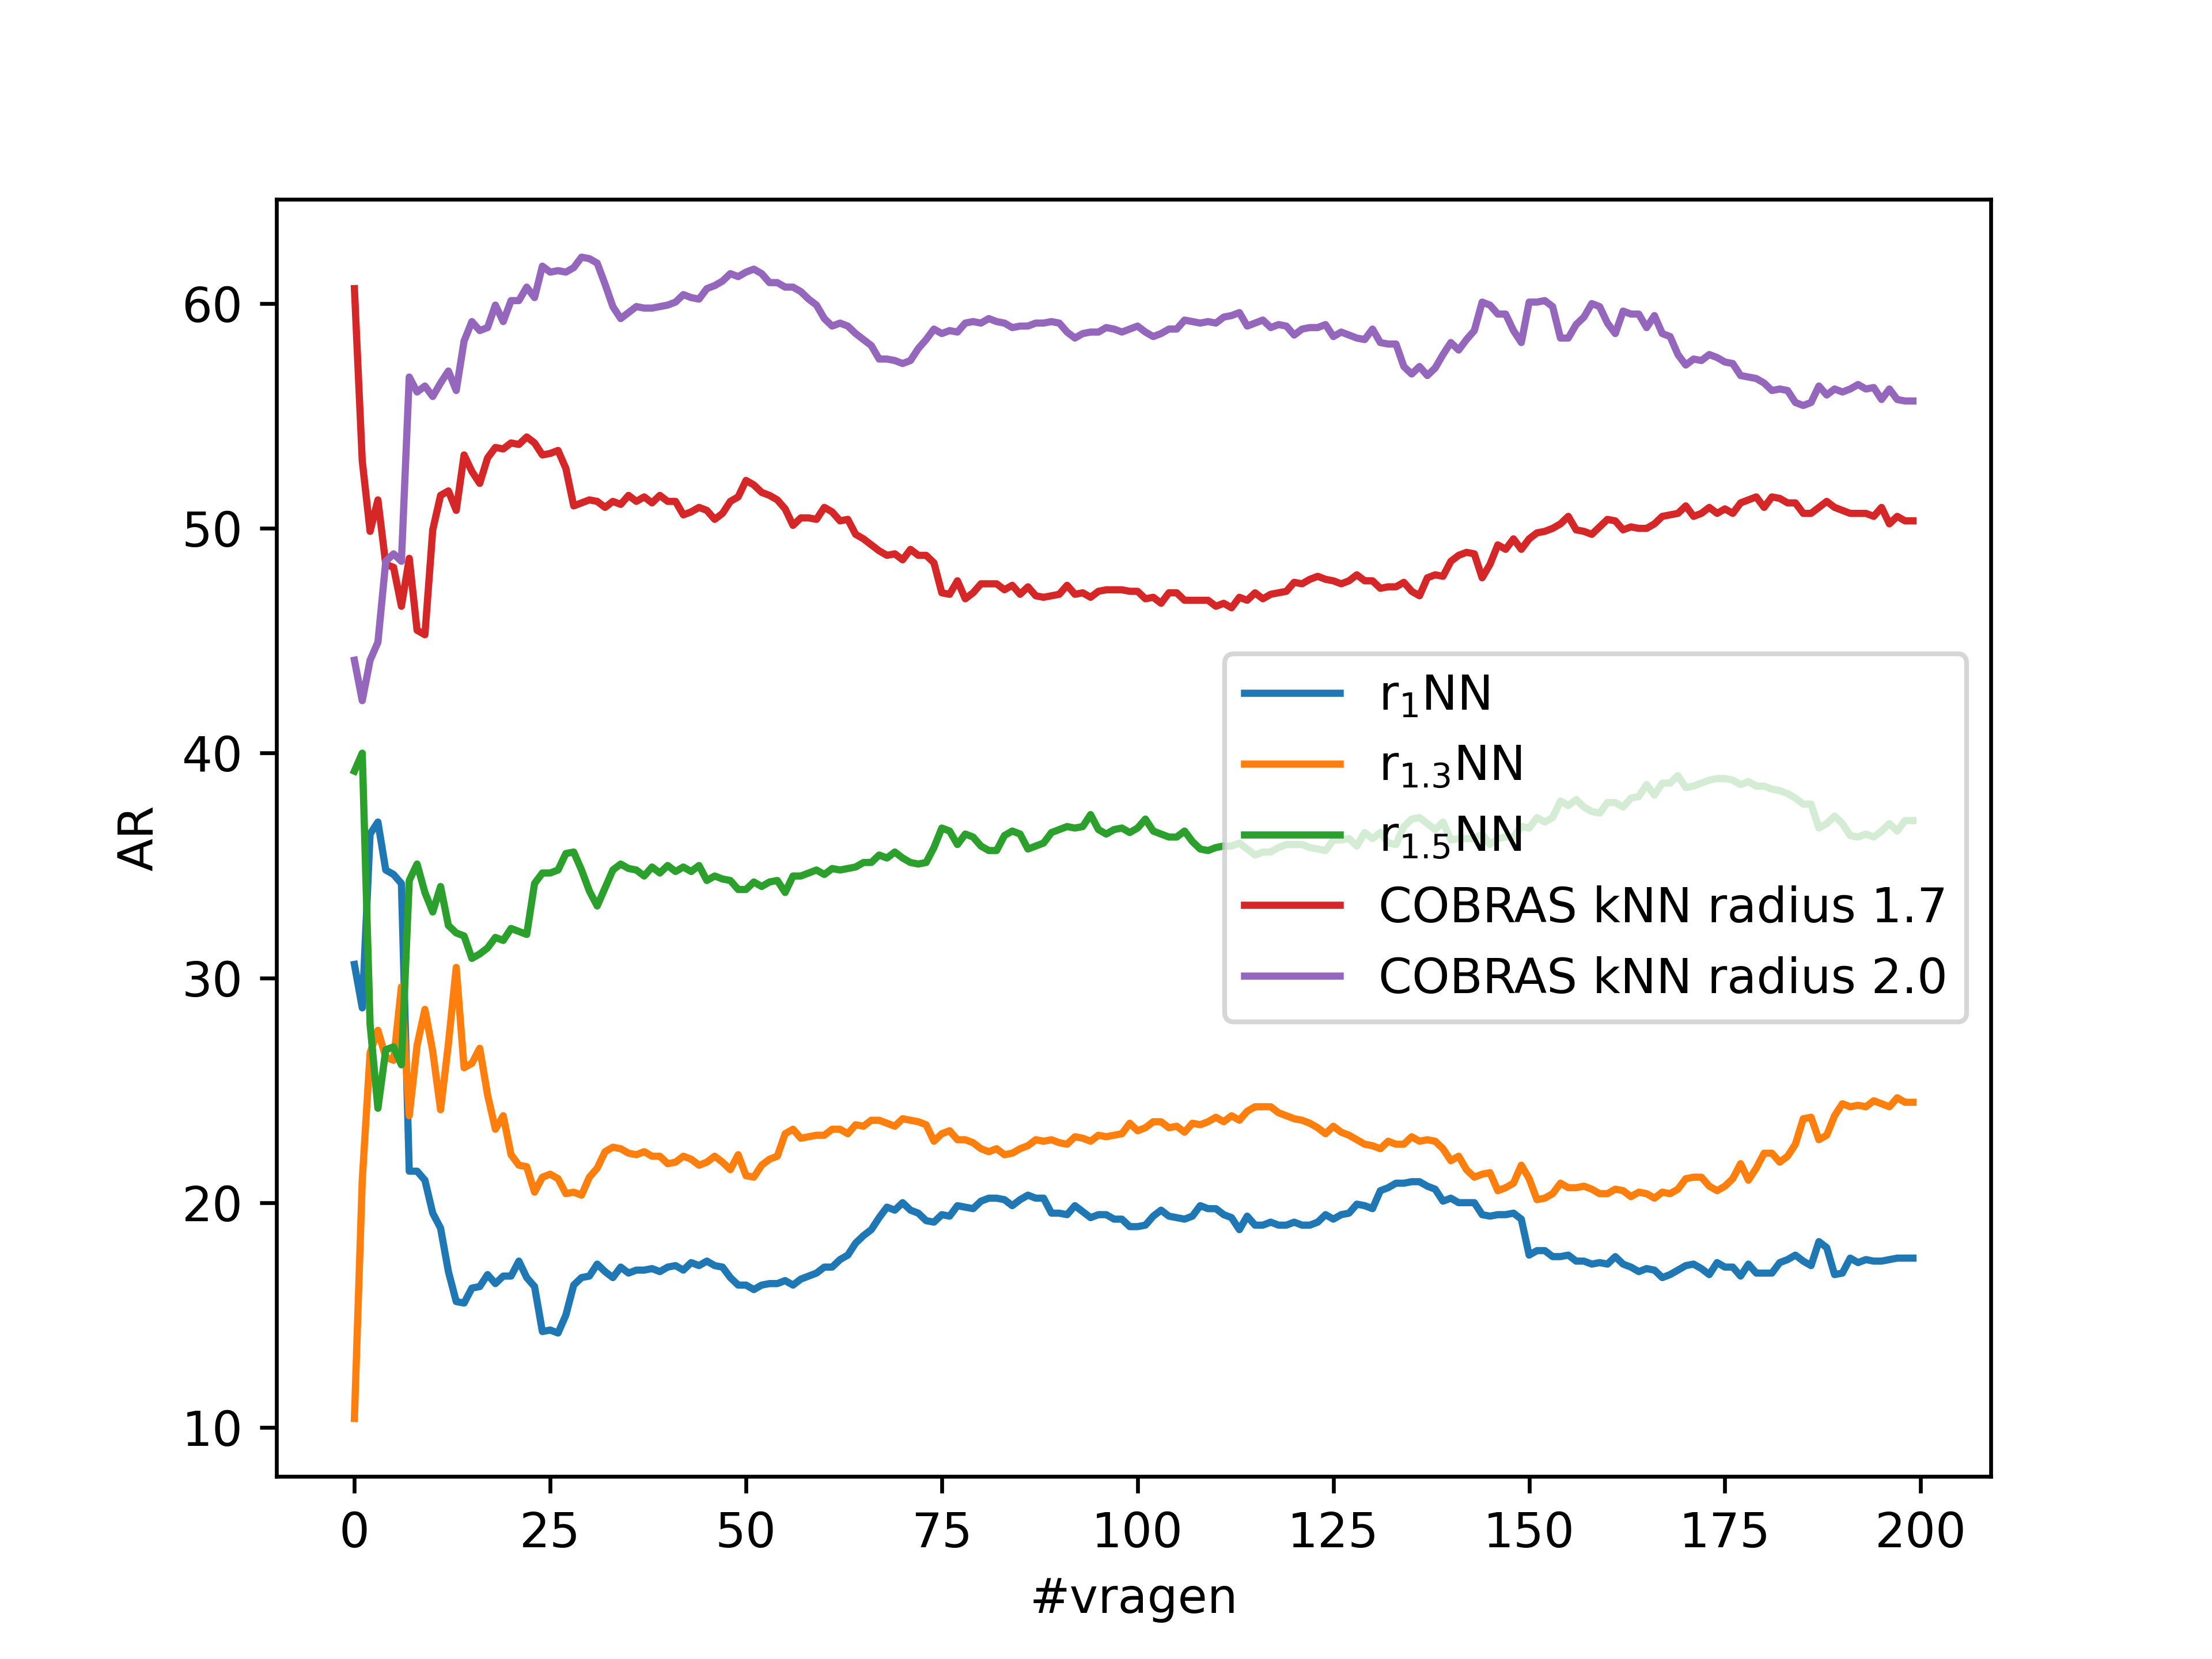 60
50
40
30
20
10
AR
r₁NN
r₁.₃NN
r₁.₅NN
COBRAS kNN radius 1.7
COBRAS kNN radius 2.0
0 25 50 75 100 125 150 175 200
#vragen